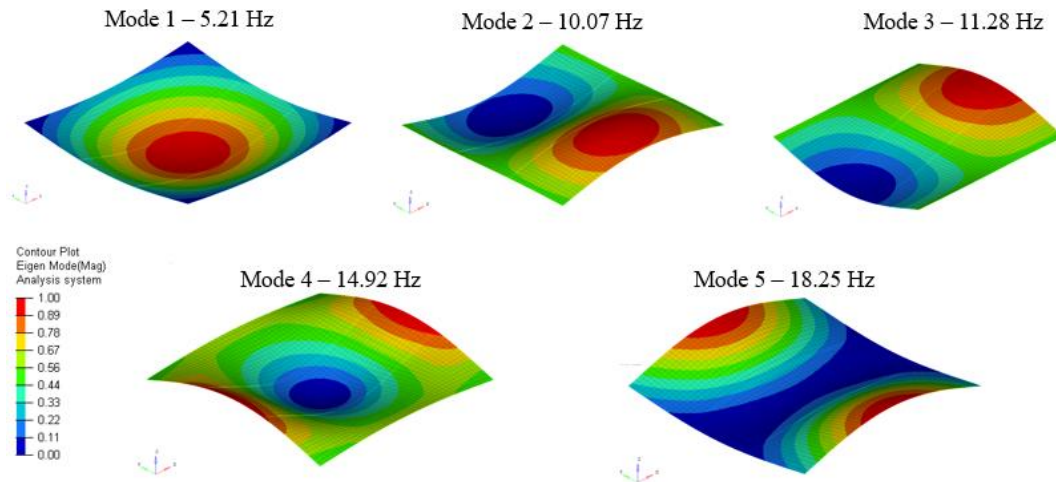 Mode 1 – 5.21 Hz
Mode 2 – 10.07 Hz
Mode 3 – 11.28 Hz
Contour Plot
Eigen Mode(Mag)
Analysis system
1.00
0.89
0.78
0.67
0.56
0.44
0.33
0.22
0.11
0.00
Mode 4 – 14.92 Hz
Mode 5 – 18.25 Hz